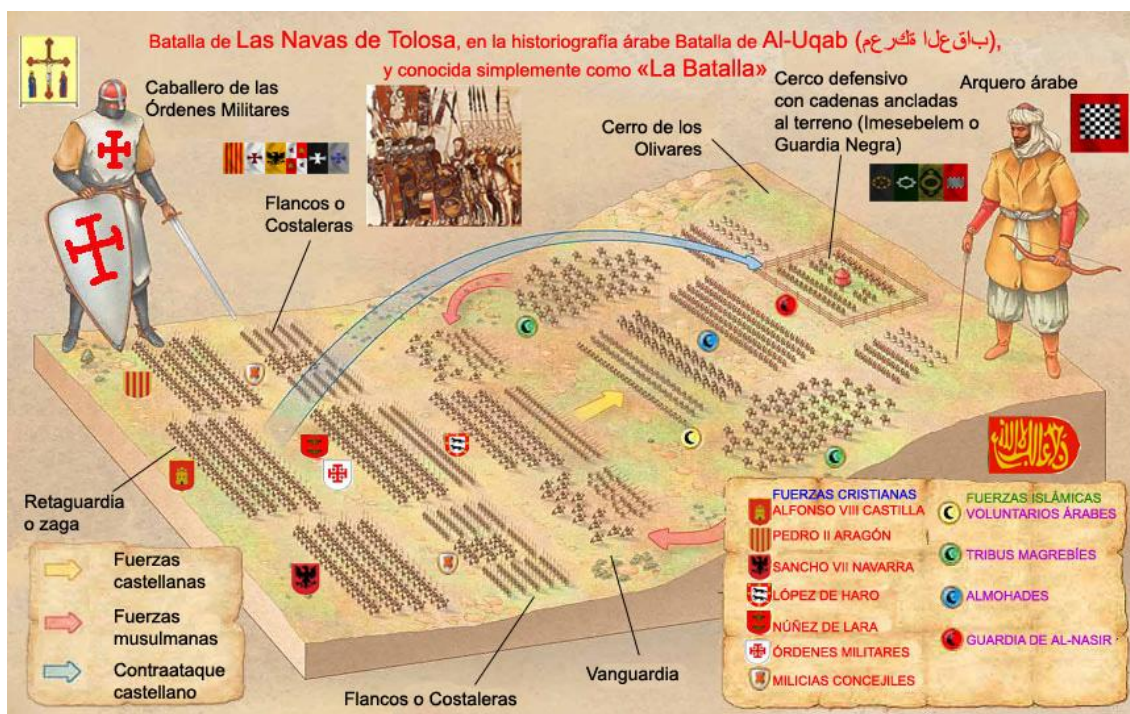 Batalla de Las Navas de Tolosa, en la historiografía árabe Batalla de Al-Uqab (باقعلا ةكرعم),
y conocida simplemente como «La Batalla»
Caballero de las
Órdenes Militares
Flancos o
Costaleras
Cerro de los
Olivares
Cerco defensivo
con cadenas ancladas
al terreno (Imesebelem o
Guardia Negra)
Arquero árabe
Retaguardia
o zaga
Fuerzas
castellanas
Fuerzas
musulmanas
Contraataque
castellano
Flancos o Costaleras
Vanguardia
FUERZAS CRISTIANAS
ALFONSO VIII CASTILLA
PEDRO II ARAGÓN
SANCHO VII NAVARRA
LÓPEZ DE HARO
NÚÑEZ DE LARA
ÓRDENES MILITARES
MILICIAS CONCEJILES
FUERZAS ISLÁMICAS
VOLUNTARIOS ÁRABES
TRIBUS MAGREBÍES
ALMOHADES
GUARDIA DE AL-NASIR